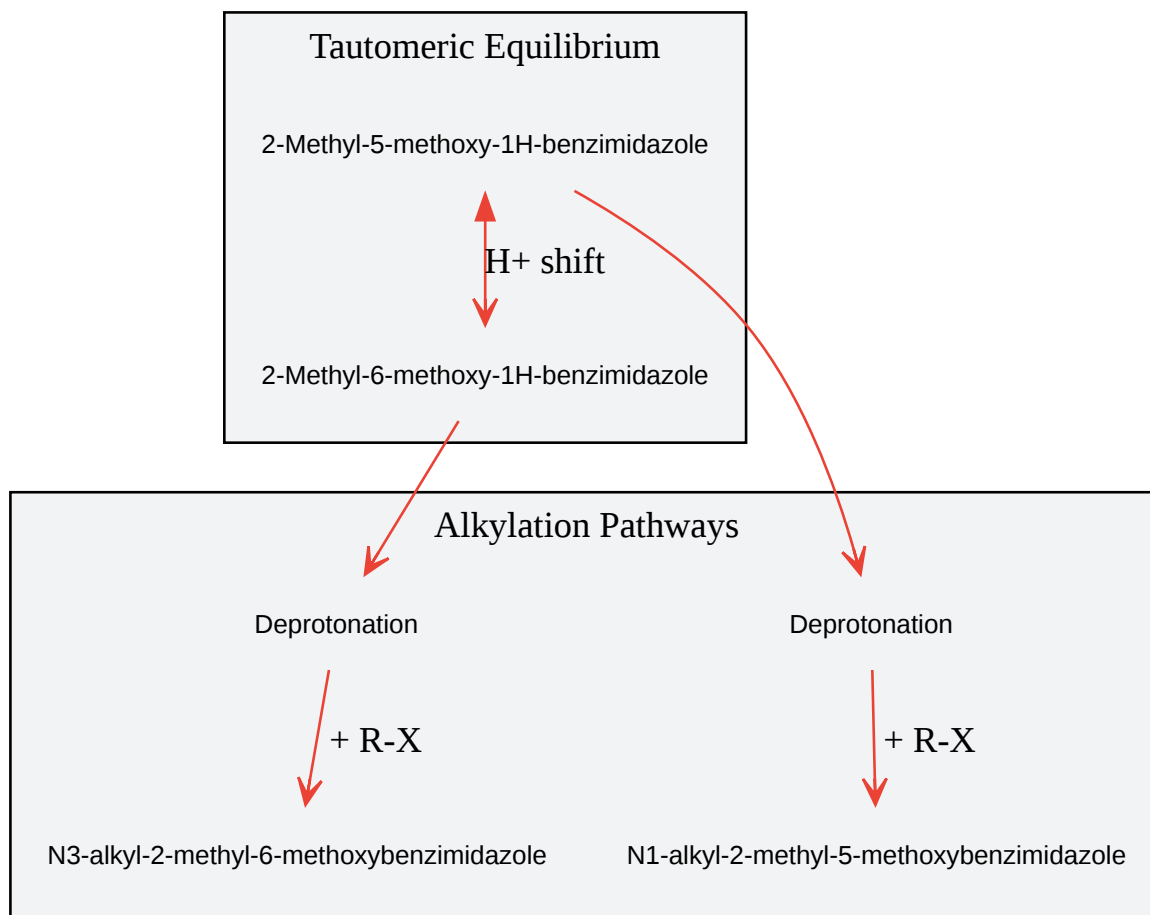 Tautomeric Equilibrium
2-Methyl-5-methoxy-1H-benzimidazole
H+ shift
2-Methyl-6-methoxy-1H-benzimidazole
Alkylation Pathways
Deprotonation
Deprotonation
+ R-X
+ R-X
N3-alkyl-2-methyl-6-methoxybenzimidazole
N1-alkyl-2-methyl-5-methoxybenzimidazole